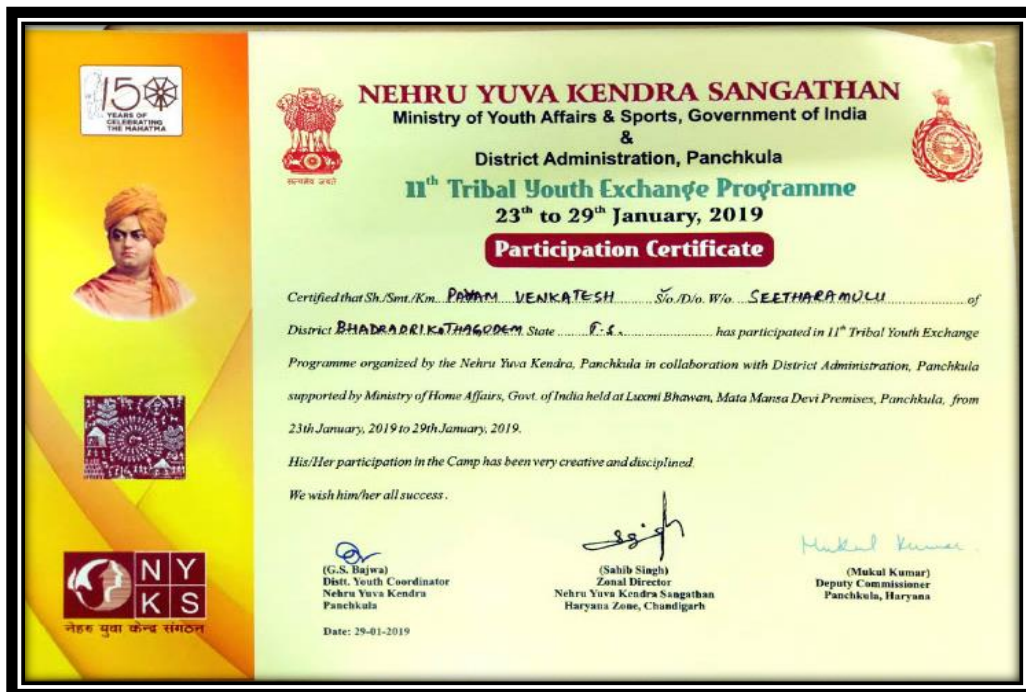 150
YEARS OF
CELEBRATING
THE MAHATMA
सत्यमेव जयते
NEHRU YUVA KENDRA SANGATHAN
Ministry of Youth Affairs & Sports, Government of India
&
District Administration, Panchkula
11th Tribal Youth Exchange Programme
23th to 29th January, 2019
Participation Certificate
Certified that Sh./Smt./Km. PAYAM VENKATESH S/o./D/o. W/o. SEETHARAMULU of
District BHADRADRI KOTHAGUDEM State T.S. has participated in 11th Tribal Youth Exchange
Programme organized by the Nehru Yuva Kendra, Panchkula in collaboration with District Administration, Panchkula
supported by Ministry of Home Affairs, Govt. of India held at Luxmi Bhawan, Mata Mansa Devi Premises, Panchkula, from
23th January, 2019 to 29th January, 2019.
His/Her participation in the Camp has been very creative and disciplined.
We wish him/her all success.
Mukul Kumar
(G.S. Bajwa)
Distt. Youth Coordinator
Nehru Yuva Kendra
Panchkula
Date: 29-01-2019
(Sahib Singh)
Zonal Director
Nehru Yuva Kendra Sangathan
Haryana Zone, Chandigarh
(Mukul Kumar)
Deputy Commissioner
Panchkula, Haryana
NY
KS
नेहरु युवा केन्द्र संगठन